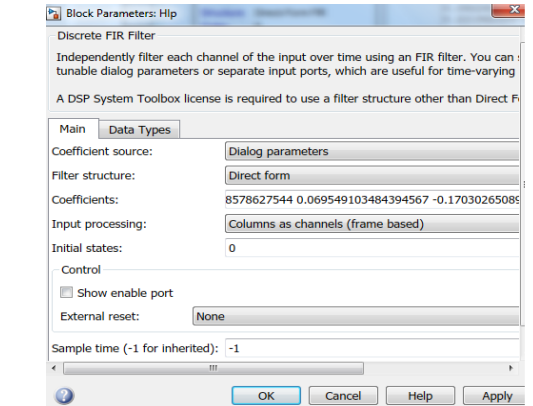 Block Parameters: Hlp
Discrete FIR Filter
Independently filter each channel of the input over time using an FIR filter. You can
tunable dialog parameters or separate input ports, which are useful for time-varying
A DSP System Toolbox license is required to use a filter structure other than Direct F
Main Data Types
Coefficient source: Dialog parameters
Filter structure: Direct form
Coefficients: 8578627544 0.069549103484394567 -0.17030265089
Input processing: Columns as channels (frame based)
Initial states: 0
Control
Show enable port
External reset: None
Sample time (-1 for inherited): -1
OK Cancel Help Apply